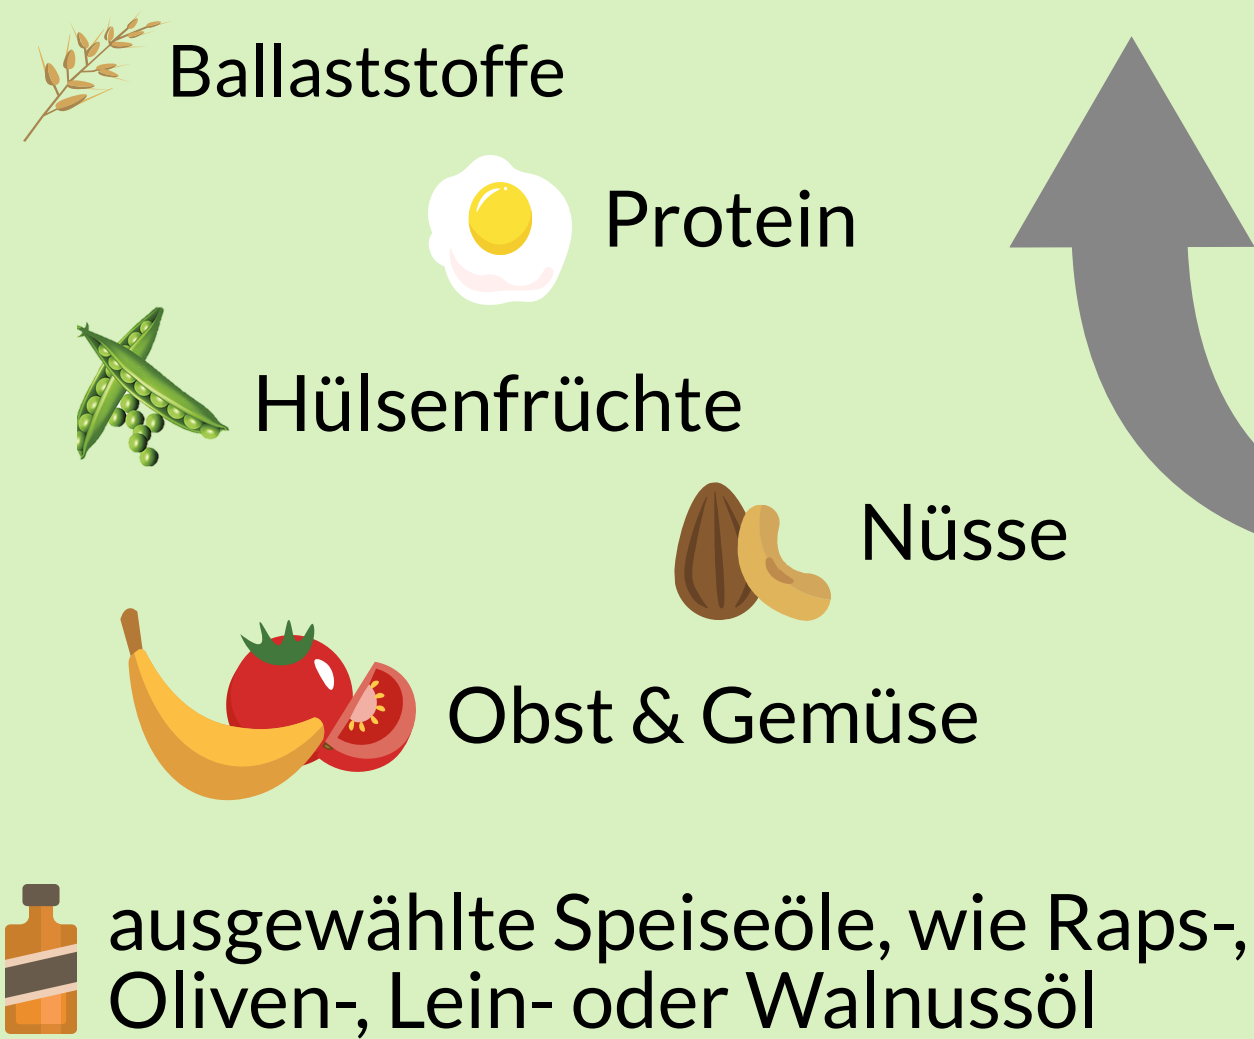 Ballaststoffe
Protein
Hülsenfrüchte
Nüsse
Obst & Gemüse
ausgewählte Speiseöle, wie Raps-,
Oliven-, Lein- oder Walnussöl